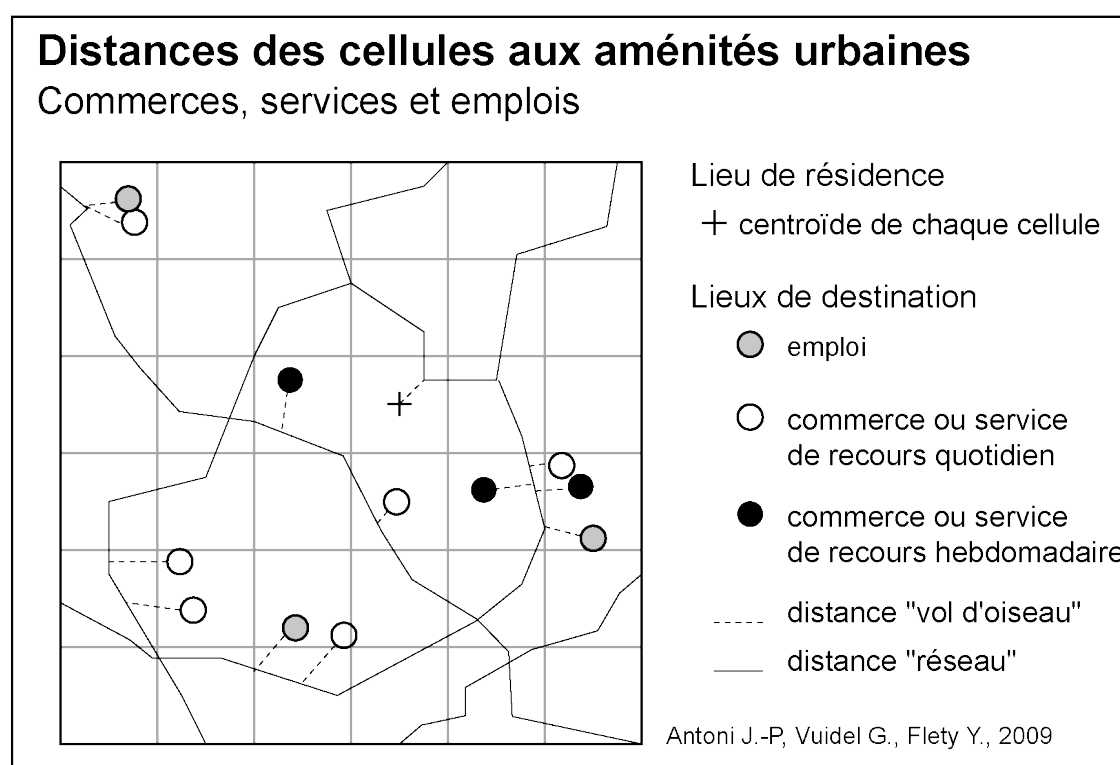 Distances des cellules aux aménités urbaines
Commerces, services et emplois
Lieu de résidence
centroïde de chaque cellule
Lieux de destination
emploi
commerce ou service
de recours quotidien
commerce ou service
de recours hebdomadaire
distance "vol d'oiseau"
distance "réseau"
Antoni J.-P, Vuidel G., Flety Y., 2009